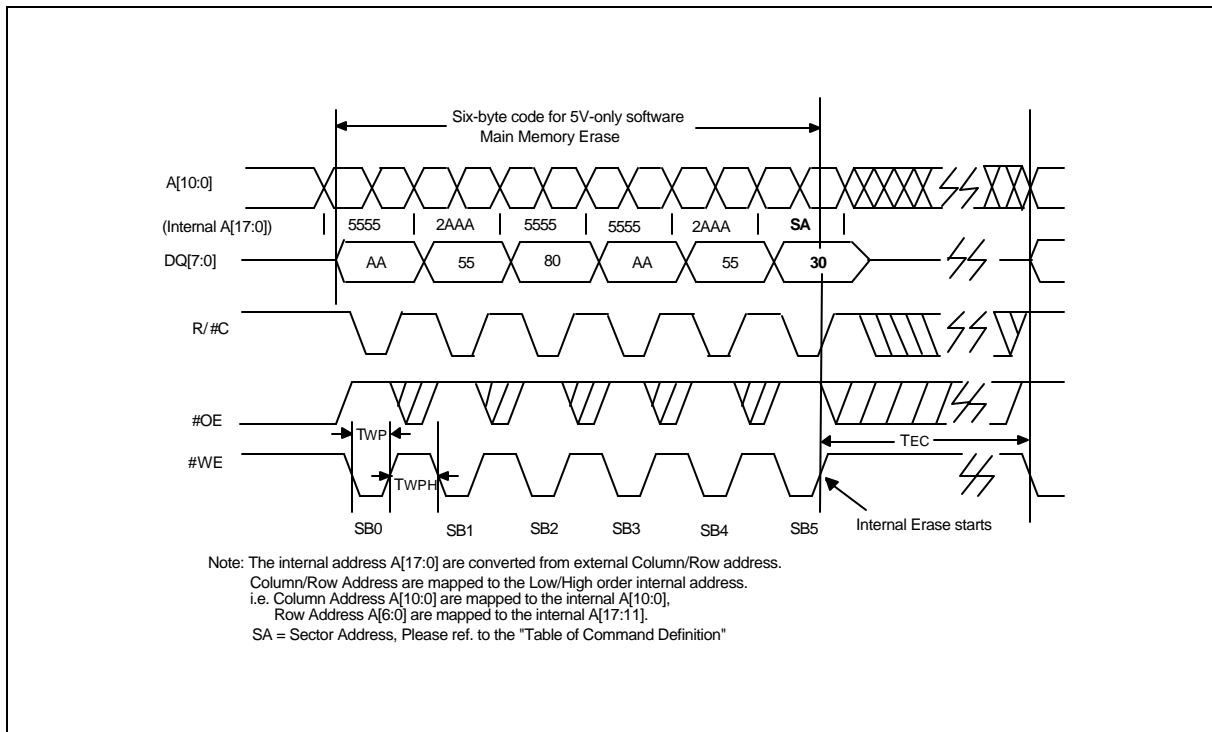 Six-byte code for 5V-only software
Main Memory Erase
A[10:0]
(Internal A[17:0])
5555
2AAA
5555
5555
2AAA
SA
DQ[7:0]
AA
55
80
AA
55
30
R/#C
#OE
TWP
TEC
#WE
TWPH
SB0
SB1
SB2
SB3
SB4
SB5
Internal Erase starts
Note: The internal address A[17:0] are converted from external Column/Row address.
Column/Row Address are mapped to the Low/High order internal address.
i.e. Column Address A[10:0] are mapped to the internal A[10:0],
Row Address A[6:0] are mapped to the internal A[17:11].
SA = Sector Address, Please ref. to the "Table of Command Definition"